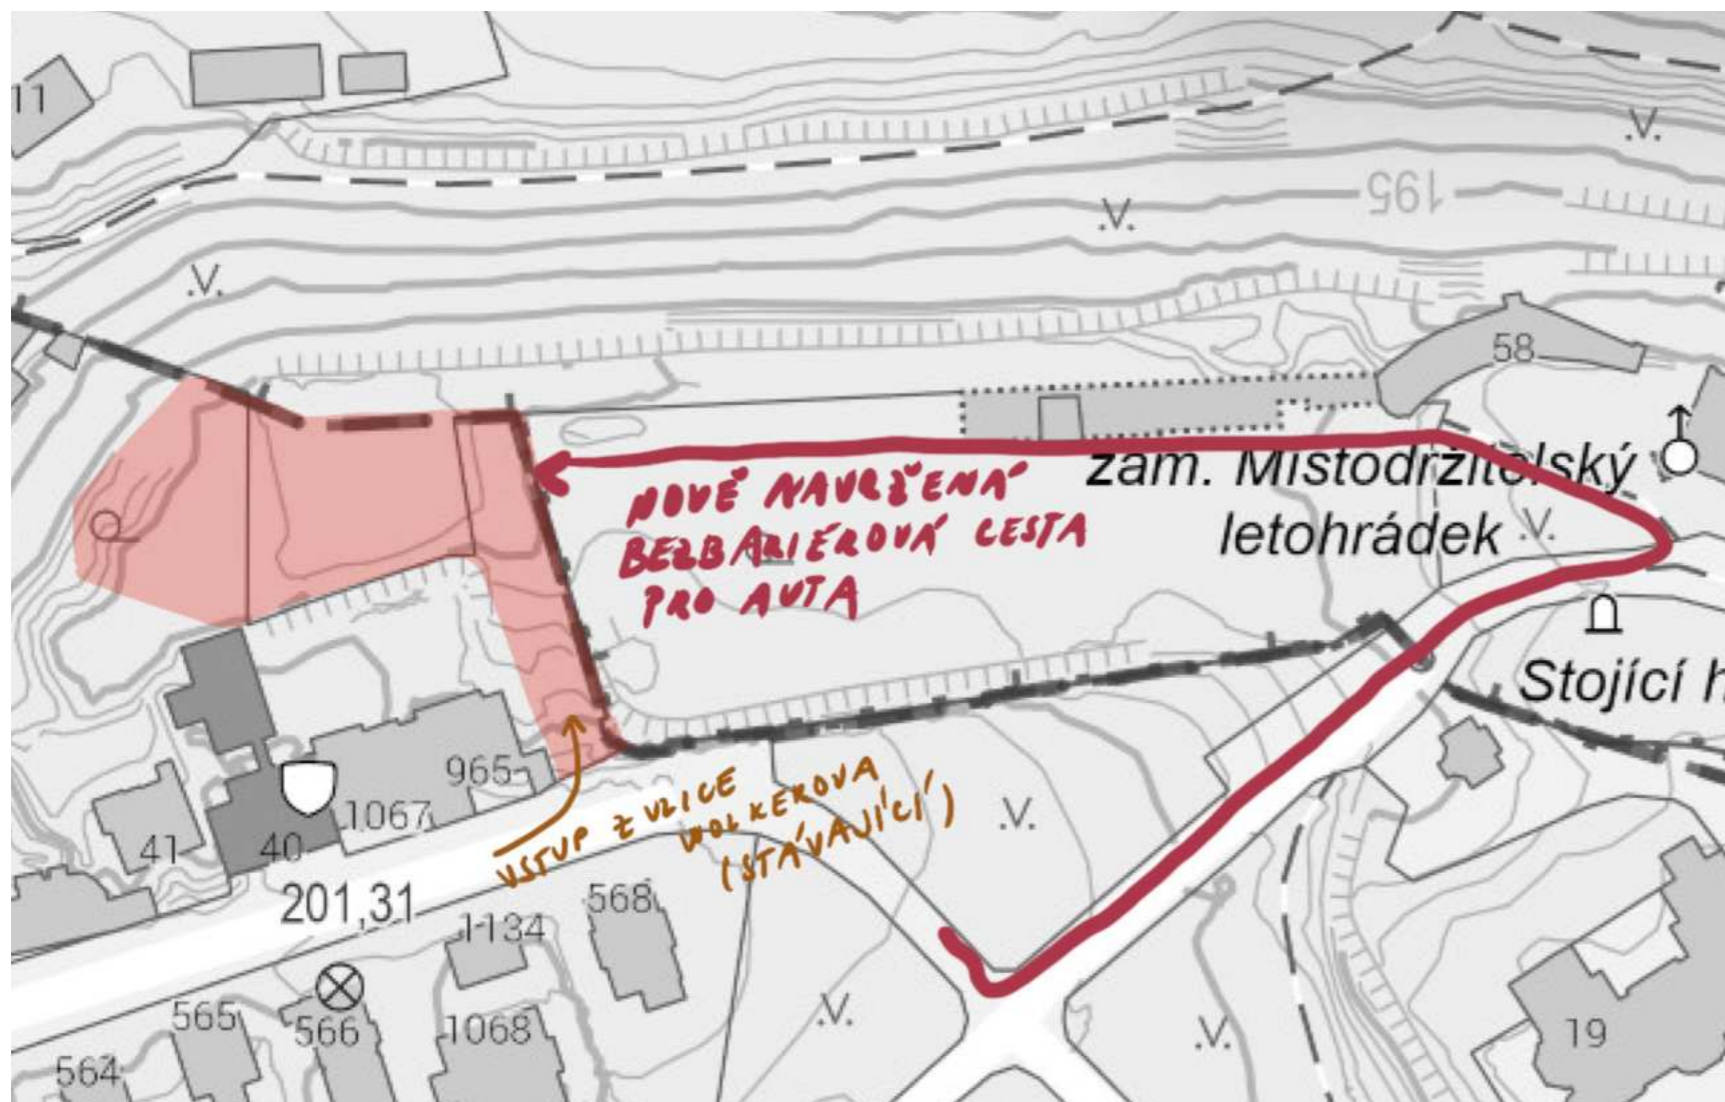 11
195
58
zám. Místodržitelský
letohrádek
NOVĚ NAVRŽENÁ
BEZBARIÉROVÁ CESTA
PRO AUTA
Stojící h
965
1067
41
40
VSTUP Z ULICE
WOLKEROVA
(STÁVAJÍCÍ)
201,31
568
1134
565
566
1068
564
19